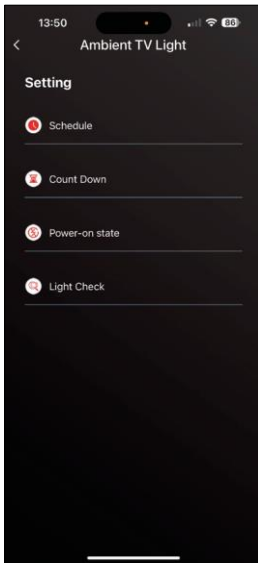 13:50
86
Ambient TV Light
Setting
Schedule
Count Down
Power-on state
Light Check